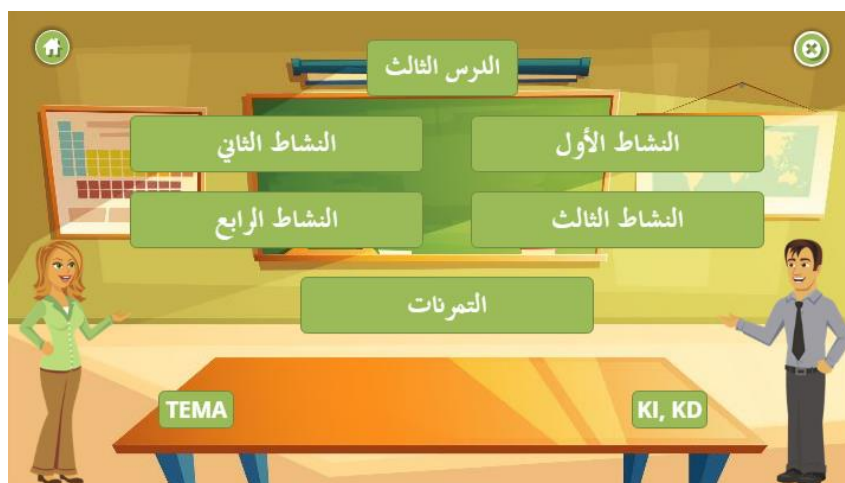 الدرس الثالث
النشاط الأول
النشاط الثاني
النشاط الثالث
النشاط الرابع
التمرنات
TEMA
KI, KD